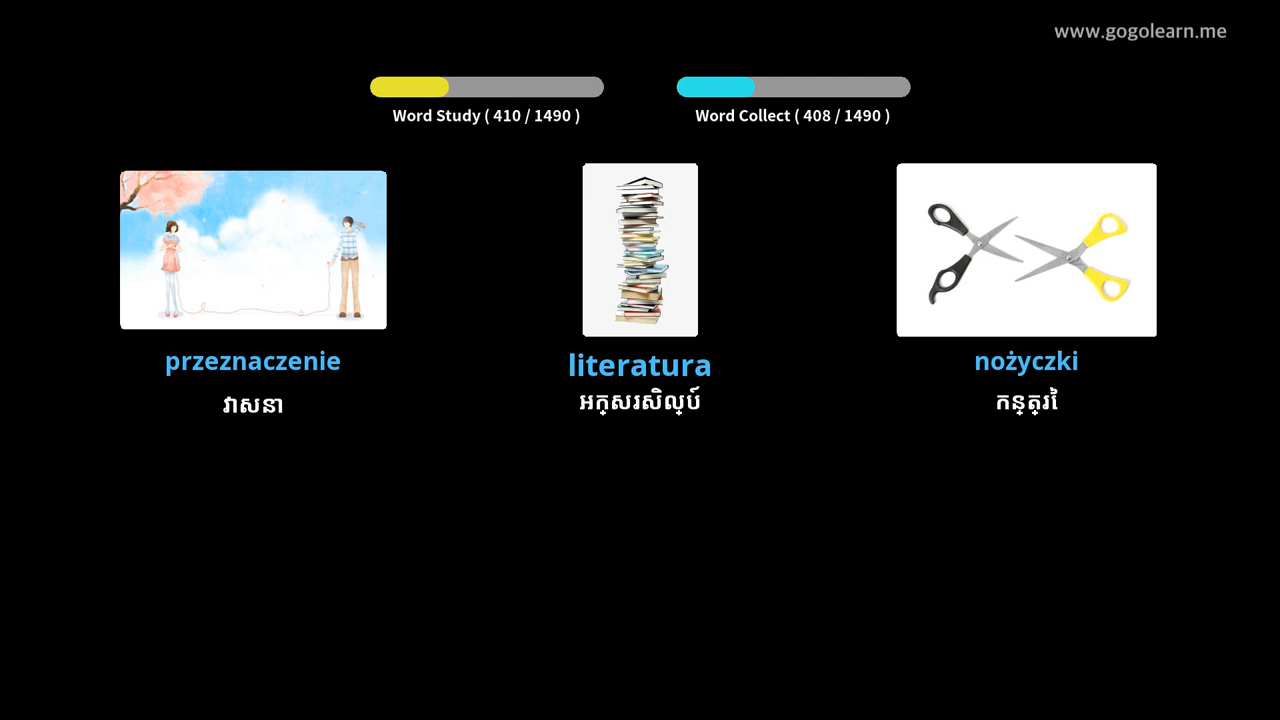 www.gogolearn.me
Word Study ( 410 / 1490 )
Word Collect ( 408 / 1490 )
przeznaczenie
literatura
nożyczki
វាសនា
អក្សរសិល្ប៍
កន្ត្រៃ